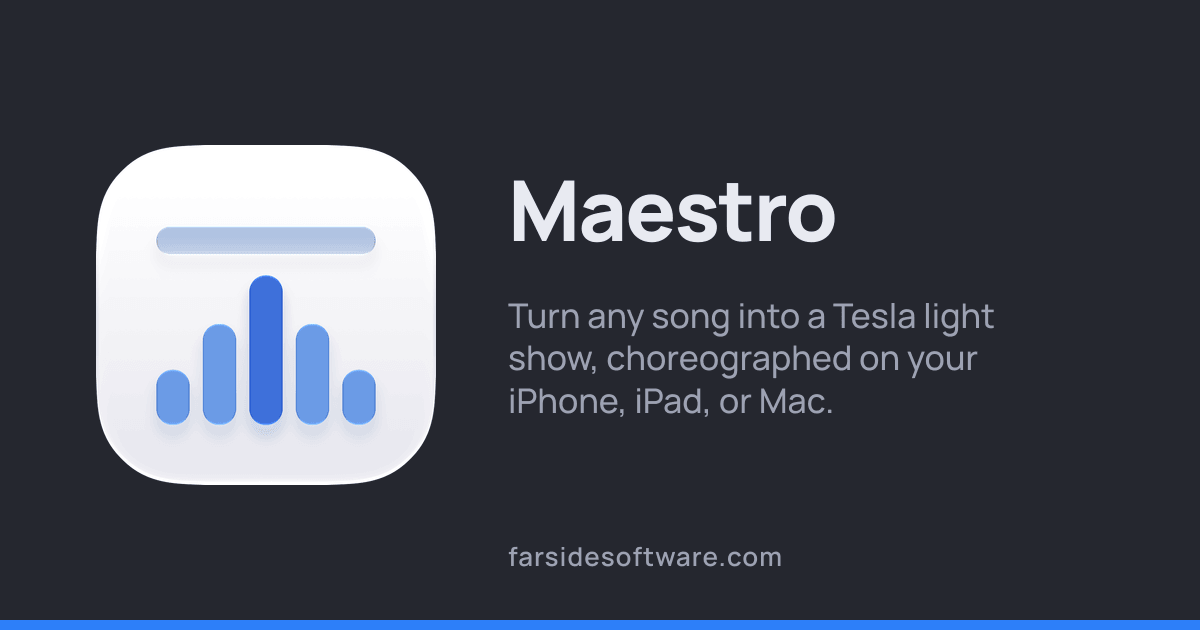 Maestro
Turn any song into a Tesla light
show, choreographed on your
iPhone, iPad, or Mac.
farsidesoftware.com